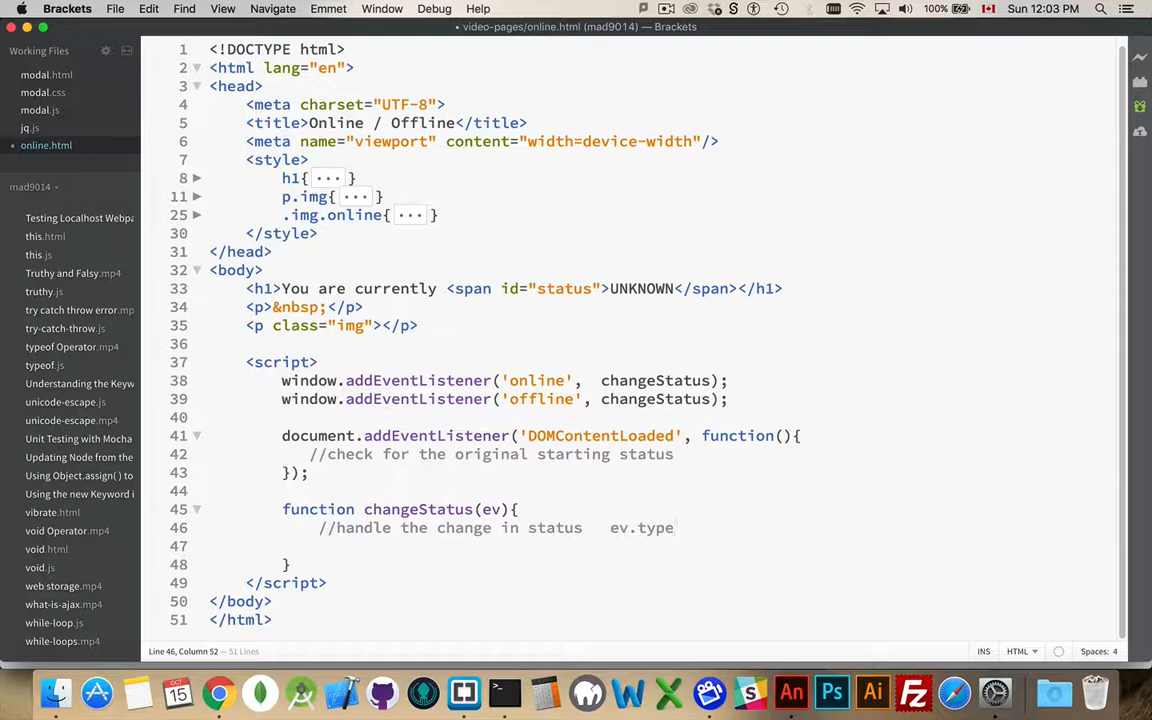 Brackets File Edit Find View Navigate Emmet Window Debug Help 100% Sun 12:03 PM
• video-pages/online.html (mad9014) — Brackets
Working Files
modal.html
modal.css
modal.js
jq.js
• online.html
mad9014
Testing Localhost Webpa
this.html
this.js
Truthy and Falsy.mp4
truthy.js
try catch throw error.mp
try-catch-throw.js
typeof Operator.mp4
typeof.js
Understanding the Keyw
unicode-escape.js
unicode-escape.mp4
Unit Testing with Mocha
Updating Node from the
Using Object.assign( ) to
Using the new Keyword i
vibrate.html
void Operator.mp4
void.html
void.js
web storage.mp4
what-is-ajax.mp4
while-loop.js
while-loops.mp4
1 <!DOCTYPE html>
2 <html lang="en">
3 <head>
4 <meta charset="UTF-8">
5 <title>Online / Offline</title>
6 <meta name="viewport" content="width=device-width"/>
7 <style>
8 h1{ ··· }
11 p.img{ ··· }
25 .img.online{ ··· }
30 </style>
31 </head>
32 <body>
33 <h1>You are currently <span id="status">UNKNOWN</span></h1>
34 <p>&nbsp;</p>
35 <p class="img"></p>
36
37 <script>
38 window.addEventListener('online',  changeStatus);
39 window.addEventListener('offline', changeStatus);
40
41 document.addEventListener('DOMContentLoaded', function(){
42 //check for the original starting status
43 });
44
45 function changeStatus(ev){
46 //handle the change in status   ev.type
47
48 }
49 </script>
50 </body>
51 </html>
Line 46, Column 52 — 51 Lines
INS HTML Spaces: 4
OCT 15 W X An Ps Ai Fz